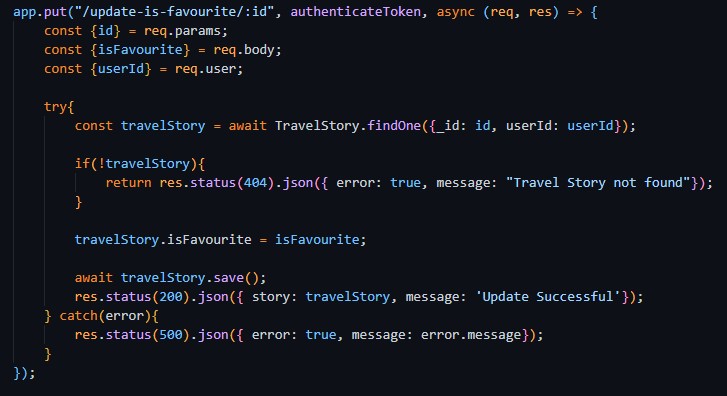 app.put("/update-is-favourite/:id", authenticateToken, async (req, res) => {
    const {id} = req.params;
    const {isFavourite} = req.body;
    const {userId} = req.user;

    try{
        const travelStory = await TravelStory.findOne({_id: id, userId: userId});

        if(!travelStory){
            return res.status(404).json({ error: true, message: "Travel Story not found"});
        }

        travelStory.isFavourite = isFavourite;

        await travelStory.save();
        res.status(200).json({ story: travelStory, message: 'Update Successful'});
    } catch(error){
        res.status(500).json({ error: true, message: error.message});
    }
});